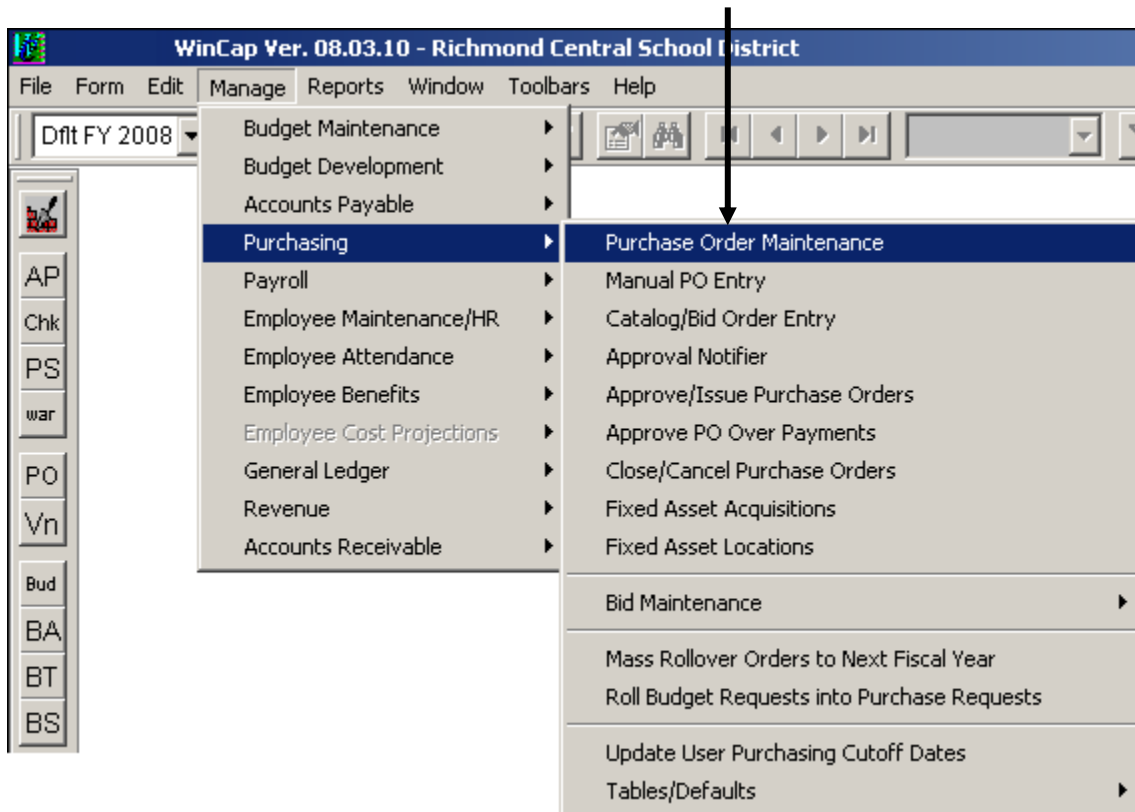 WinCap Ver. 08.03.10 - Richmond Central School District
File Form Edit Manage Reports Window Toolbars Help
Dflt FY 2008
Budget Maintenance
Budget Development
Accounts Payable
Purchasing
Payroll
Employee Maintenance/HR
Employee Attendance
Employee Benefits
Employee Cost Projections
General Ledger
Revenue
Accounts Receivable
Purchase Order Maintenance
Manual PO Entry
Catalog/Bid Order Entry
Approval Notifier
Approve/Issue Purchase Orders
Approve PO Over Payments
Close/Cancel Purchase Orders
Fixed Asset Acquisitions
Fixed Asset Locations
Bid Maintenance
Mass Rollover Orders to Next Fiscal Year
Roll Budget Requests into Purchase Requests
Update User Purchasing Cutoff Dates
Tables/Defaults
AP
Chk
PS
war
PO
Vn
Bud
BA
BT
BS